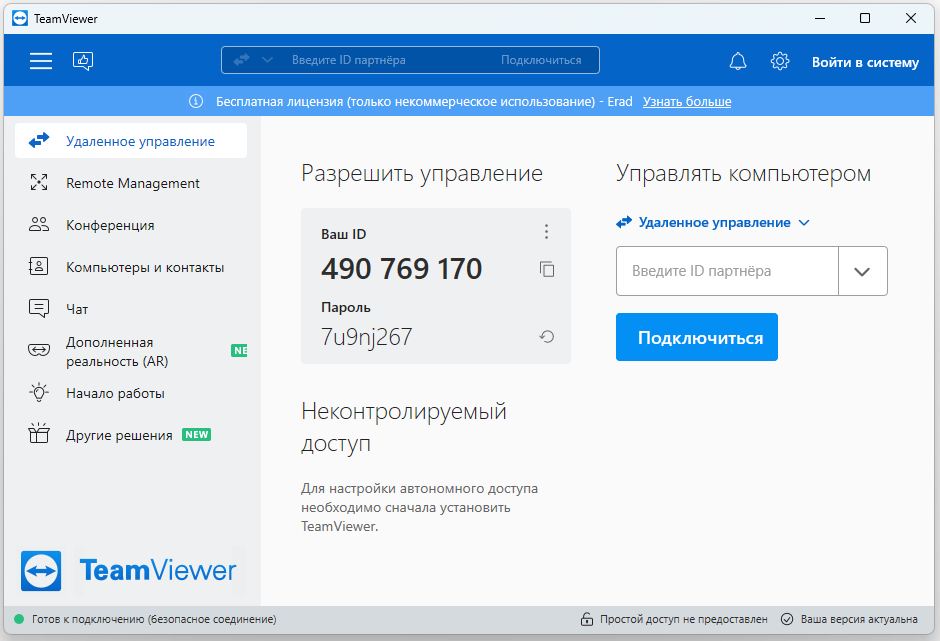 TeamViewer
Введите ID партнёра Подключиться
Войти в систему
Бесплатная лицензия (только некоммерческое использование) - Erad Узнать больше
Удаленное управление
Remote Management
Конференция
Компьютеры и контакты
Чат
Дополненная
реальность (AR) NE
Начало работы
Другие решения NEW
TeamViewer
Разрешить управление
Ваш ID
490 769 170
Пароль
7u9nj267
Неконтролируемый
доступ
Для настройки автономного доступа
необходимо сначала установить
TeamViewer.
Управлять компьютером
Удаленное управление
Введите ID партнёра
Подключиться
Готов к подключению (безопасное соединение)
Простой доступ не предоставлен
Ваша версия актуальна